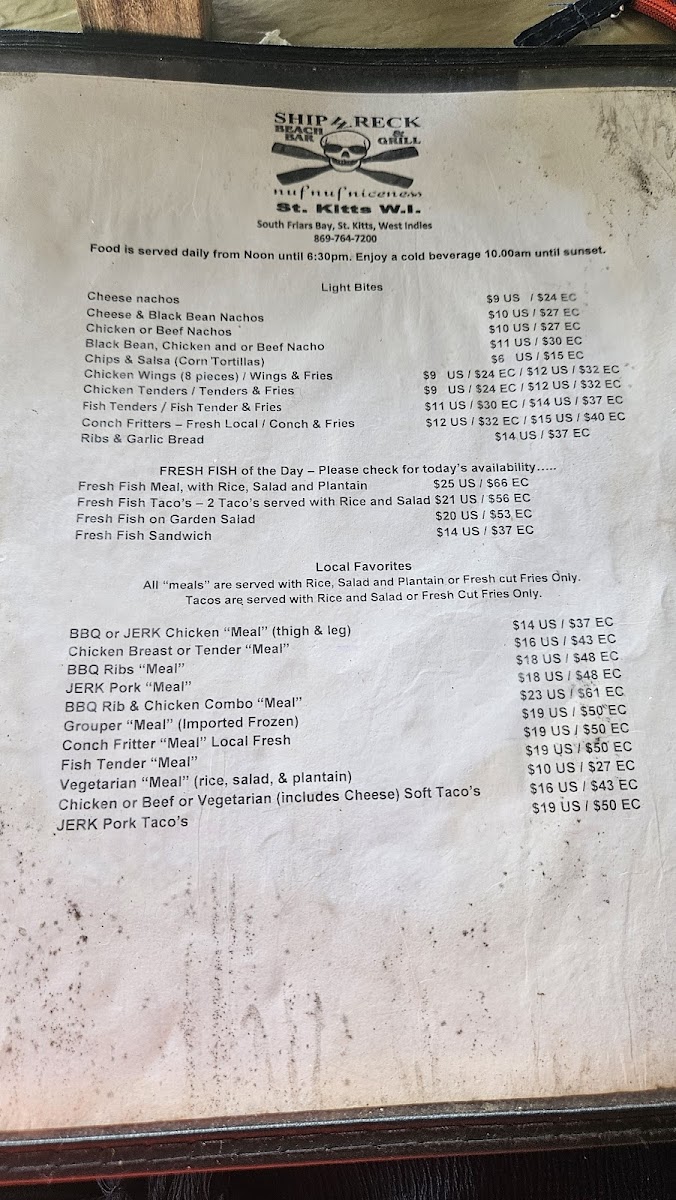 SHIP RECK
BEACH BAR & GRILL
nufnufniceness
St. Kitts W.I.
South Friars Bay, St. Kitts, West Indies
869-764-7200
Food is served daily from Noon until 6:30pm. Enjoy a cold beverage 10.00am until sunset.
Light Bites
Cheese nachos $9 US / $24 EC
Cheese & Black Bean Nachos $10 US / $27 EC
Chicken or Beef Nachos $10 US / $27 EC
Black Bean, Chicken and or Beef Nacho $11 US / $30 EC
Chips & Salsa (Corn Tortillas) $6 US / $15 EC
Chicken Wings (8 pieces) / Wings & Fries $9 US / $24 EC / $12 US / $32 EC
Chicken Tenders / Tenders & Fries $9 US / $24 EC / $12 US / $32 EC
Fish Tenders / Fish Tender & Fries $11 US / $30 EC / $14 US / $37 EC
Conch Fritters – Fresh Local / Conch & Fries $12 US / $32 EC / $15 US / $40 EC
Ribs & Garlic Bread $14 US / $37 EC
FRESH FISH of the Day – Please check for today's availability.....
Fresh Fish Meal, with Rice, Salad and Plantain $25 US / $66 EC
Fresh Fish Taco's – 2 Taco's served with Rice and Salad $21 US / $56 EC
Fresh Fish on Garden Salad $20 US / $53 EC
Fresh Fish Sandwich $14 US / $37 EC
Local Favorites
All "meals" are served with Rice, Salad and Plantain or Fresh cut Fries Only.
Tacos are served with Rice and Salad or Fresh Cut Fries Only.
BBQ or JERK Chicken "Meal" (thigh & leg) $14 US / $37 EC
Chicken Breast or Tender "Meal" $16 US / $43 EC
BBQ Ribs "Meal" $18 US / $48 EC
JERK Pork "Meal" $18 US / $48 EC
BBQ Rib & Chicken Combo "Meal" $23 US / $61 EC
Grouper "Meal" (Imported Frozen) $19 US / $50 EC
Conch Fritter "Meal" Local Fresh $19 US / $50 EC
Fish Tender "Meal" $19 US / $50 EC
Vegetarian "Meal" (rice, salad, & plantain) $10 US / $27 EC
Chicken or Beef or Vegetarian (includes Cheese) Soft Taco's $16 US / $43 EC
JERK Pork Taco's $19 US / $50 EC